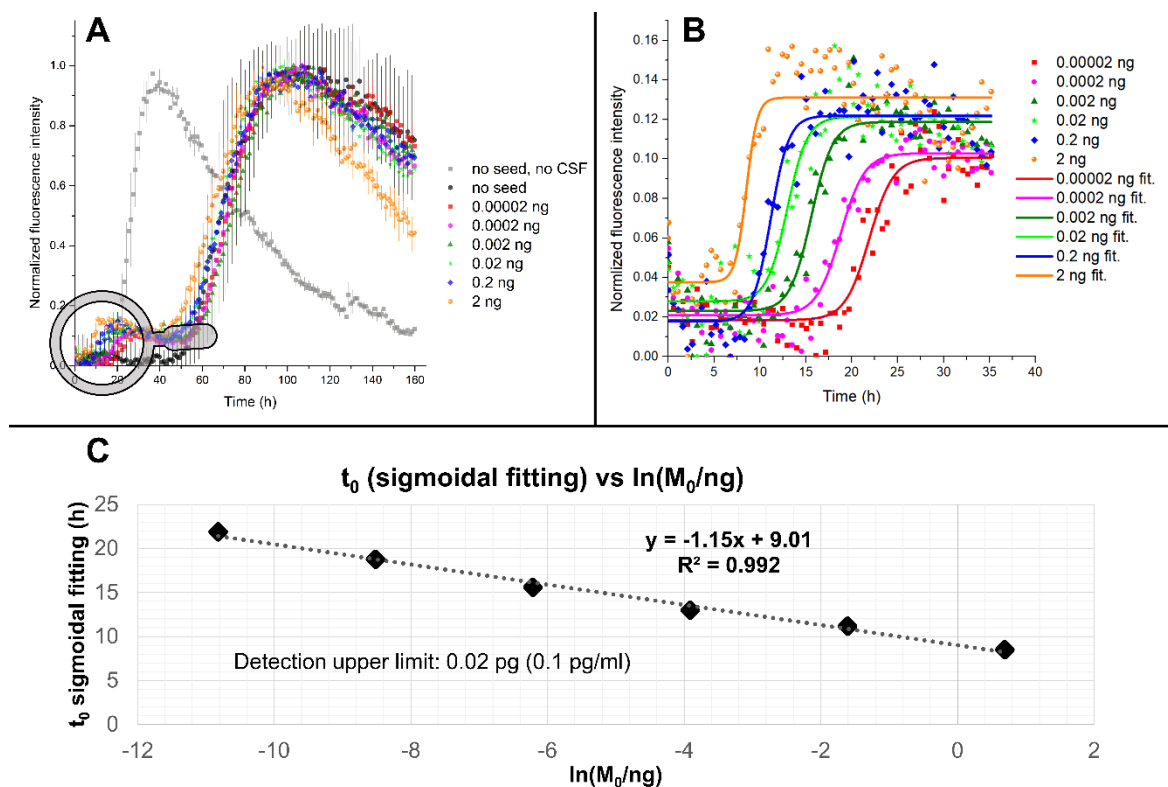 A
Normalized fluorescence intensity
1.0
0.8
0.6
0.4
0.2
0.0
0 20 40 60 80 100 120 140 160
Time (h)
no seed, no CSF
no seed
0.00002 ng
0.0002 ng
0.002 ng
0.02 ng
0.2 ng
2 ng
B
Normlized fluorescence intensity
0.16
0.14
0.12
0.10
0.08
0.06
0.04
0.02
0.00
0 5 10 15 20 25 30 35 40
Time (h)
0.00002 ng
0.0002 ng
0.002 ng
0.02 ng
0.2 ng
2 ng
0.00002 ng fit.
0.0002 ng fit.
0.002 ng fit.
0.02 ng fit.
0.2 ng fit.
2 ng fit.
C
t₀ (sigmoidal fitting) vs ln(M₀/ng)
t₀ sigmoidal fitting (h)
25
20
15
10
5
0
y = -1.15x + 9.01
R² = 0.992
Detection upper limit: 0.02 pg (0.1 pg/ml)
-12 -10 -8 -6 -4 -2 0 2
ln(M₀/ng)